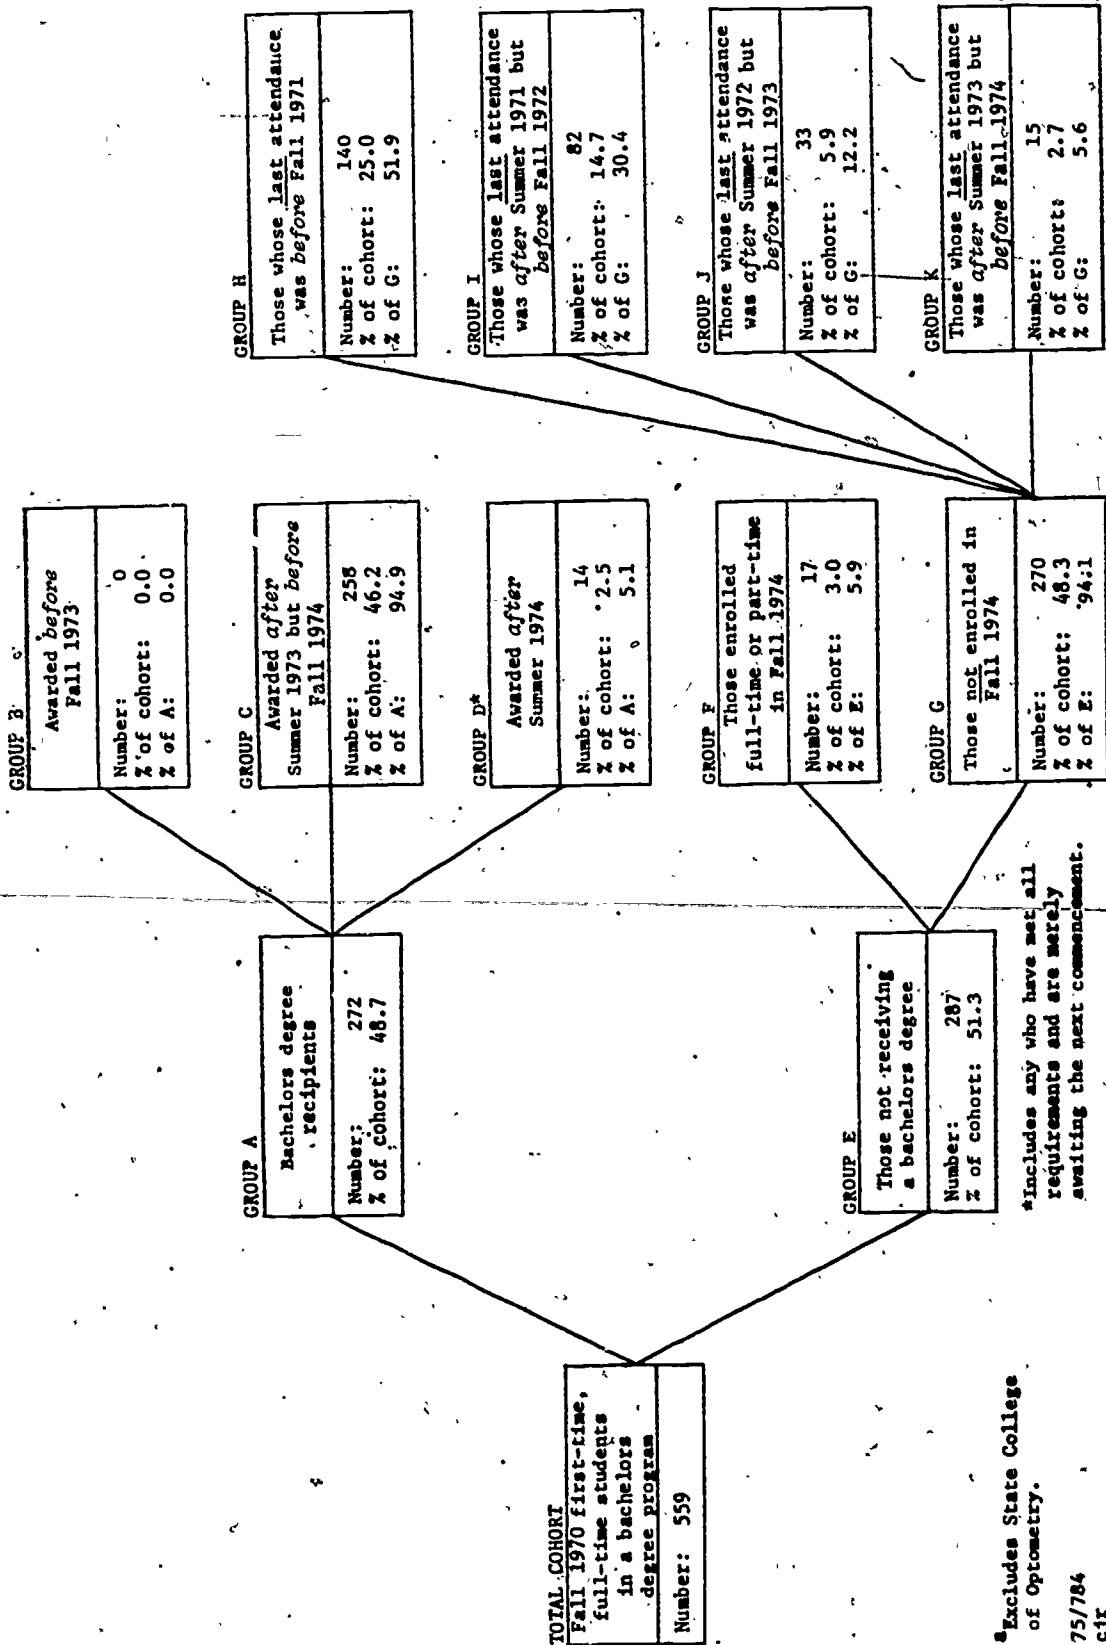 TOTAL COHORT
Fall 1970 first-time,
full-time students
in a bachelors
degree program
Number: 559
GROUP A
Bachelors degree
recipients
Number: 272
% of cohort: 48.7
GROUP E
Those not receiving
a bachelors degree
Number: 287
% of cohort: 51.3
GROUP B
Awarded before
Fall 1973
Number: 0
% of cohort: 0.0
% of A: 0.0
GROUP C
Awarded after
Summer 1973 but before
Fall 1974
Number: 258
% of cohort: 46.2
% of A: 94.9
GROUP D*
Awarded after
Summer 1974
Number: 14
% of cohort: 2.5
% of A: 5.1
GROUP F
Those enrolled
full-time or part-time
in Fall 1974
Number: 17
% of cohort: 3.0
% of E: 5.9
GROUP G
Those not enrolled in
Fall 1974
Number: 270
% of cohort: 48.3
% of E: 94.1
GROUP H
Those whose last attendance
was before Fall 1971
Number: 140
% of cohort: 25.0
% of G: 51.9
GROUP I
Those whose last attendance
was after Summer 1971 but
before Fall 1972
Number: 82
% of cohort: 14.7
% of G: 30.4
GROUP J
Those whose last attendance
was after Summer 1972 but
before Fall 1973
Number: 33
% of cohort: 5.9
% of G: 12.2
GROUP K
Those whose last attendance
was after Summer 1973 but
before Fall 1974
Number: 15
% of cohort: 2.7
% of G: 5.6
*Includes any who have met all
requirements and are merely
awaiting the next commencement.
aExcludes State College
of Optometry.
75/784
cjr